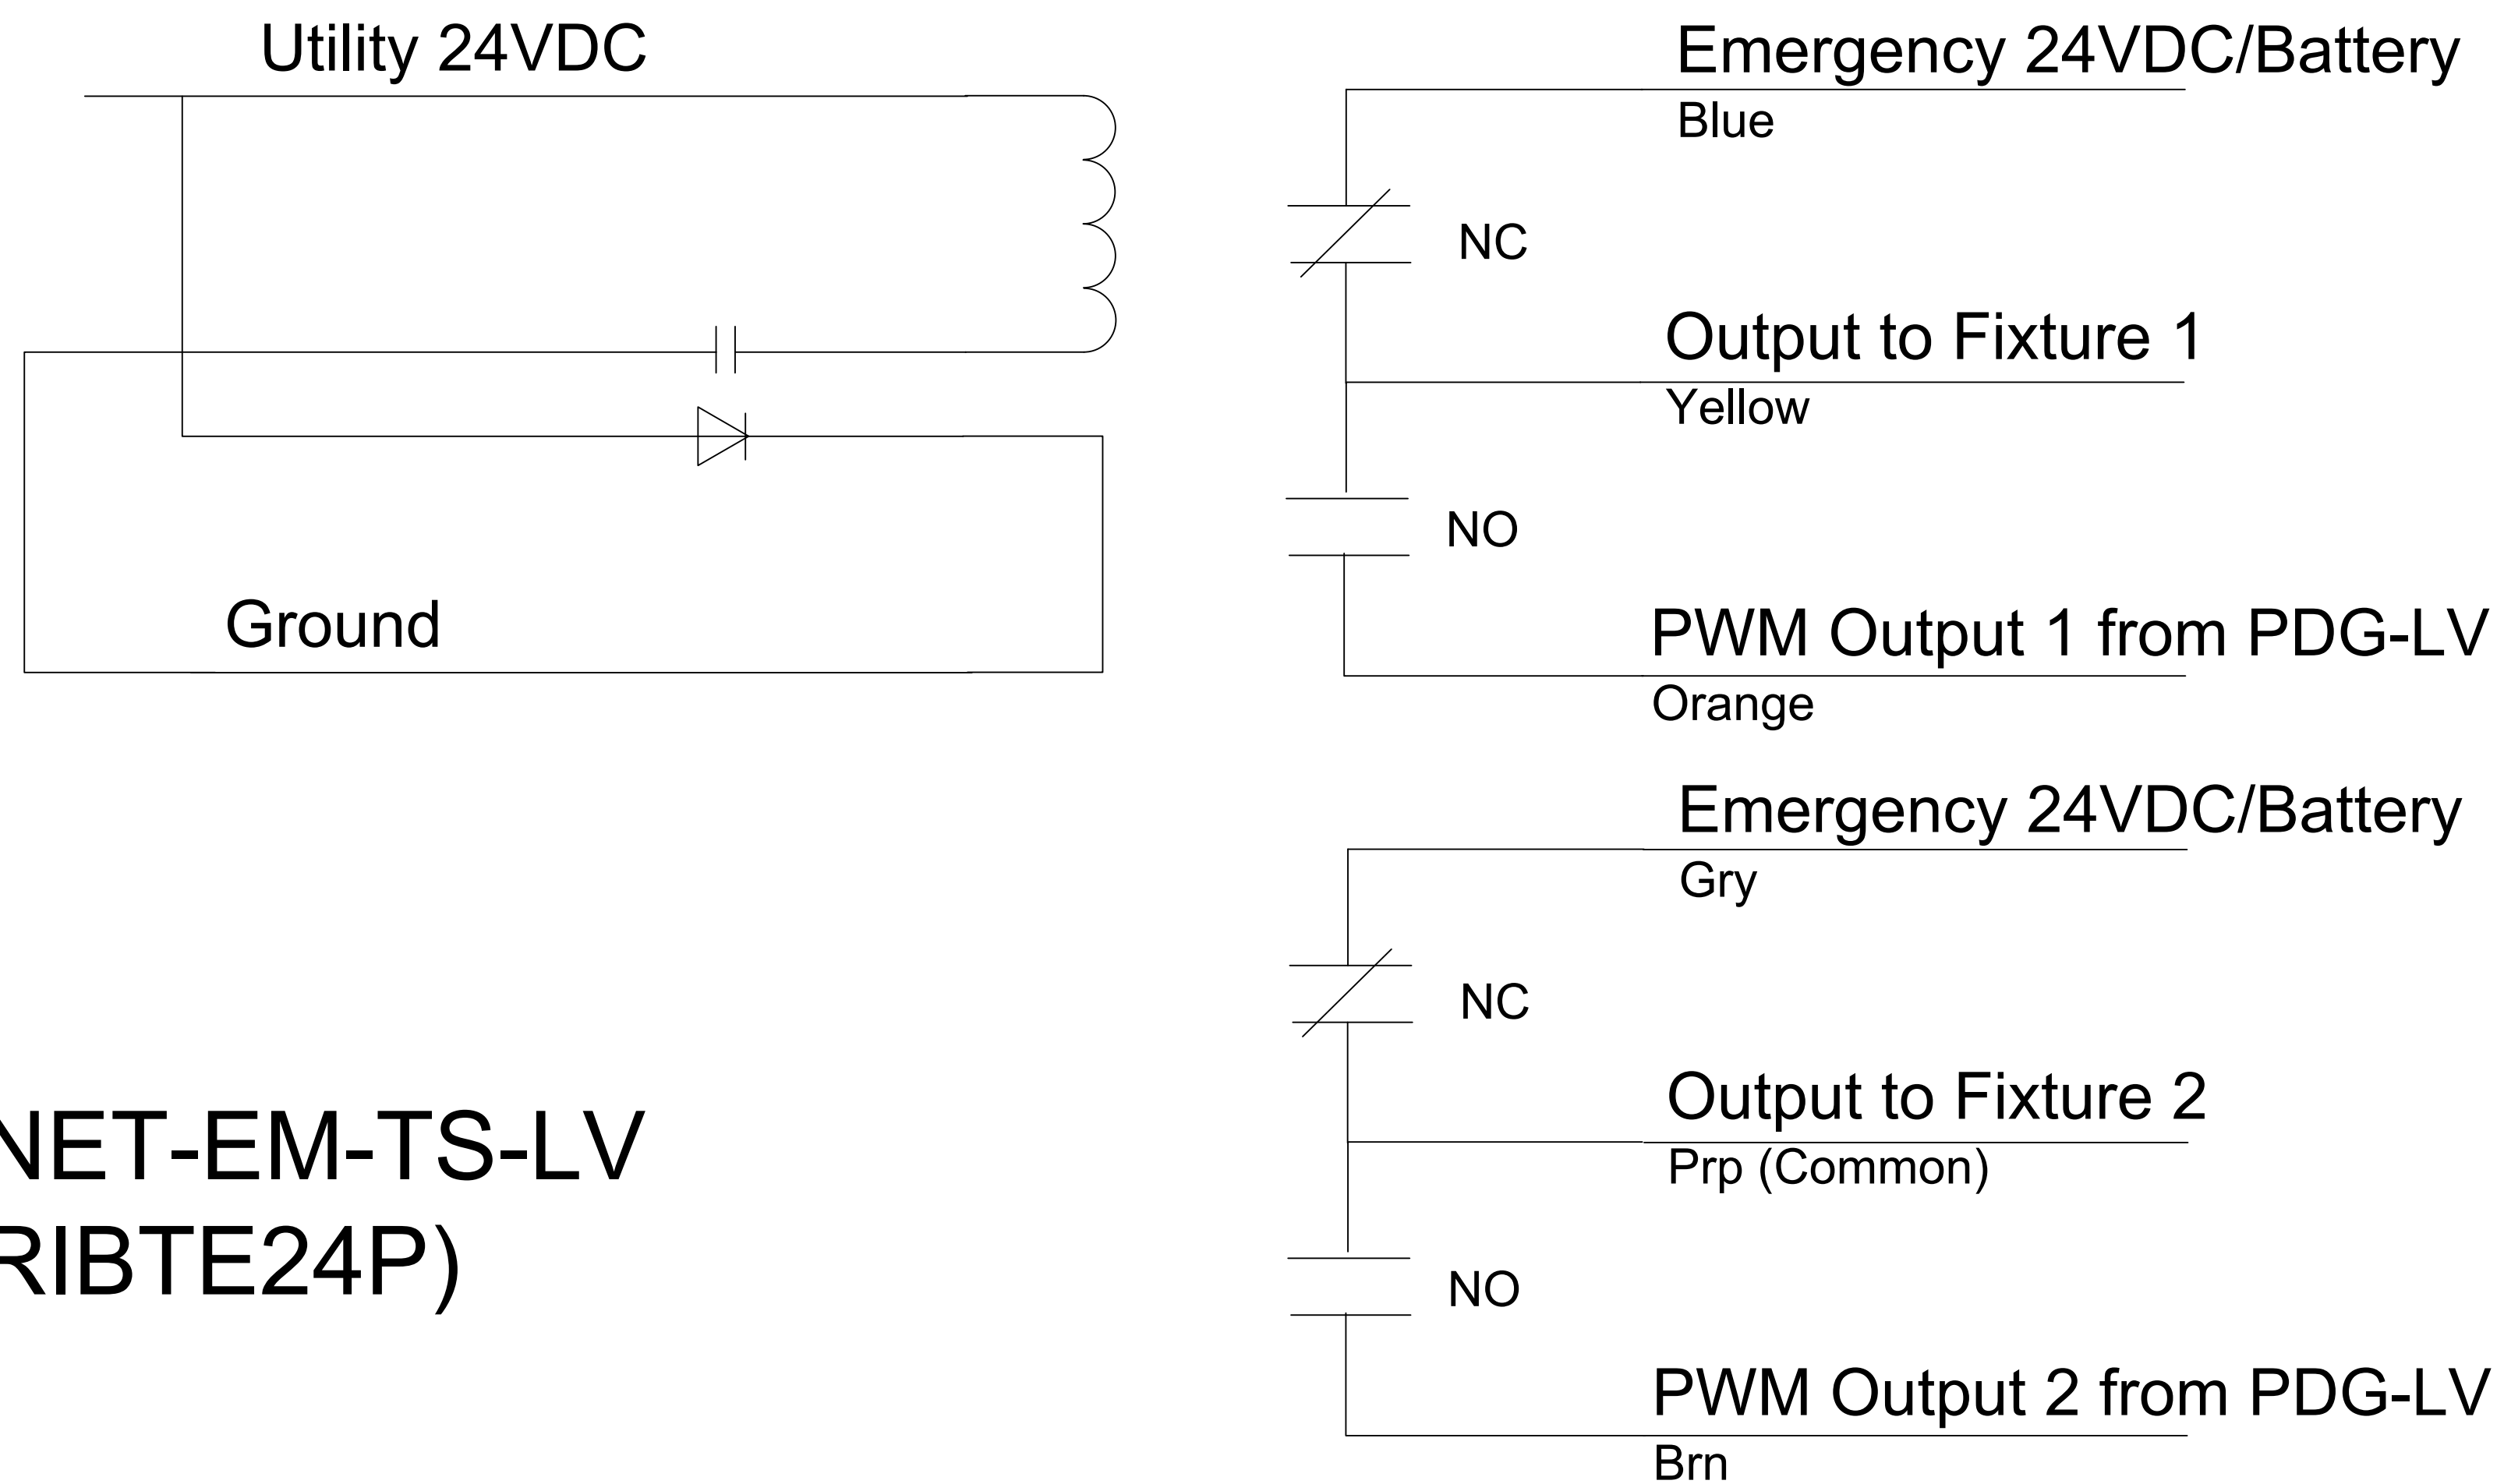 Utility 24VDC
Ground
NET-EM-TS-LV
RIBTE24P)
Emergency 24VDC/Battery
Blue
NC
Output to Fixture 1
Yellow
NO
PWM Output 1 from PDG-LV
Orange
Emergency 24VDC/Battery
Gry
NC
Output to Fixture 2
Prp (Common)
NO
PWM Output 2 from PDG-LV
Brn